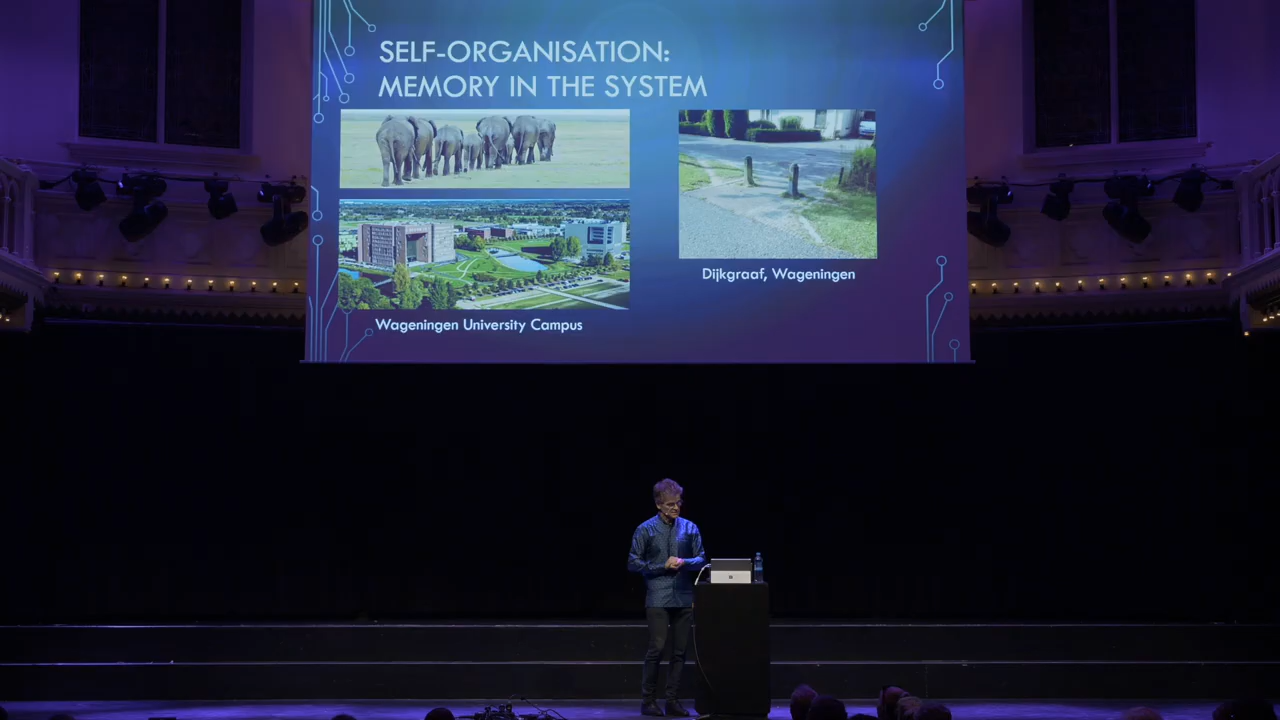 SELF-ORGANISATION:
MEMORY IN THE SYSTEM
Wageningen University Campus
Dijkgraaf, Wageningen